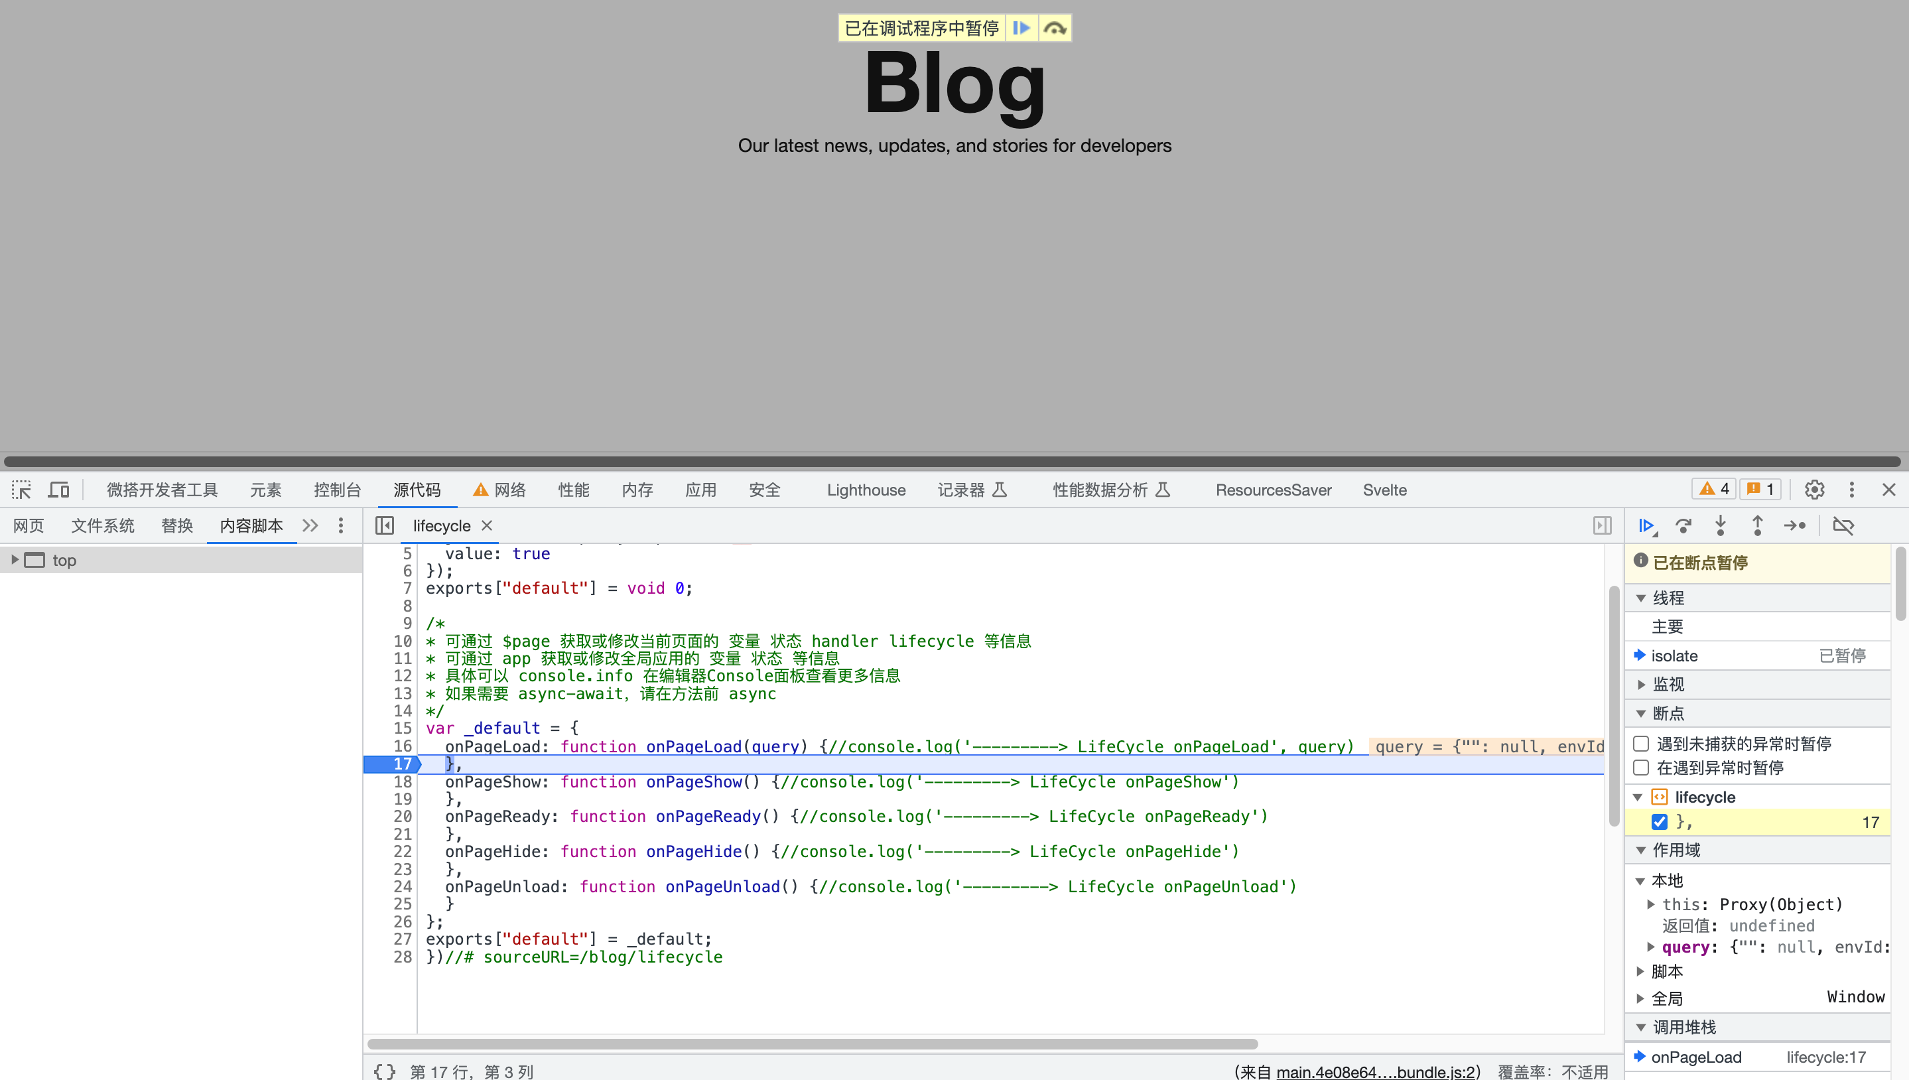 已在调试程序中暂停
Blog
Our latest news, updates, and stories for developers
微搭开发者工具 元素 控制台 源代码 网络 性能 内存 应用 安全 Lighthouse 记录器 性能数据分析 ResourcesSaver Svelte 4 1
网页 文件系统 替换 内容脚本 lifecycle
top
5 value: true
6 });
7 exports["default"] = void 0;
8
9 /*
10 * 可通过 $page 获取或修改当前页面的 变量 状态 handler lifecycle 等信息
11 * 可通过 app 获取或修改全局应用的 变量 状态 等信息
12 * 具体可以 console.info 在编辑器Console面板查看更多信息
13 * 如果需要 async-await，请在方法前 async
14 */
15 var _default = {
16 onPageLoad: function onPageLoad(query) {//console.log('---------> LifeCycle onPageLoad', query) query = {"": null, envId
17 },
18 onPageShow: function onPageShow() {//console.log('---------> LifeCycle onPageShow')
19 },
20 onPageReady: function onPageReady() {//console.log('---------> LifeCycle onPageReady')
21 },
22 onPageHide: function onPageHide() {//console.log('---------> LifeCycle onPageHide')
23 },
24 onPageUnload: function onPageUnload() {//console.log('---------> LifeCycle onPageUnload')
25 }
26 };
27 exports["default"] = _default;
28 })//# sourceURL=/blog/lifecycle
{} 第 17 行，第 3 列 (来自 main.4e08e64....bundle.js:2) 覆盖率：不适用
已在断点暂停
线程
主要
isolate 已暂停
监视
断点
遇到未捕获的异常时暂停
在遇到异常时暂停
lifecycle
}, 17
作用域
本地
this: Proxy(Object)
返回值: undefined
query: {"": null, envId:
脚本
全局 Window
调用堆栈
onPageLoad lifecycle:17